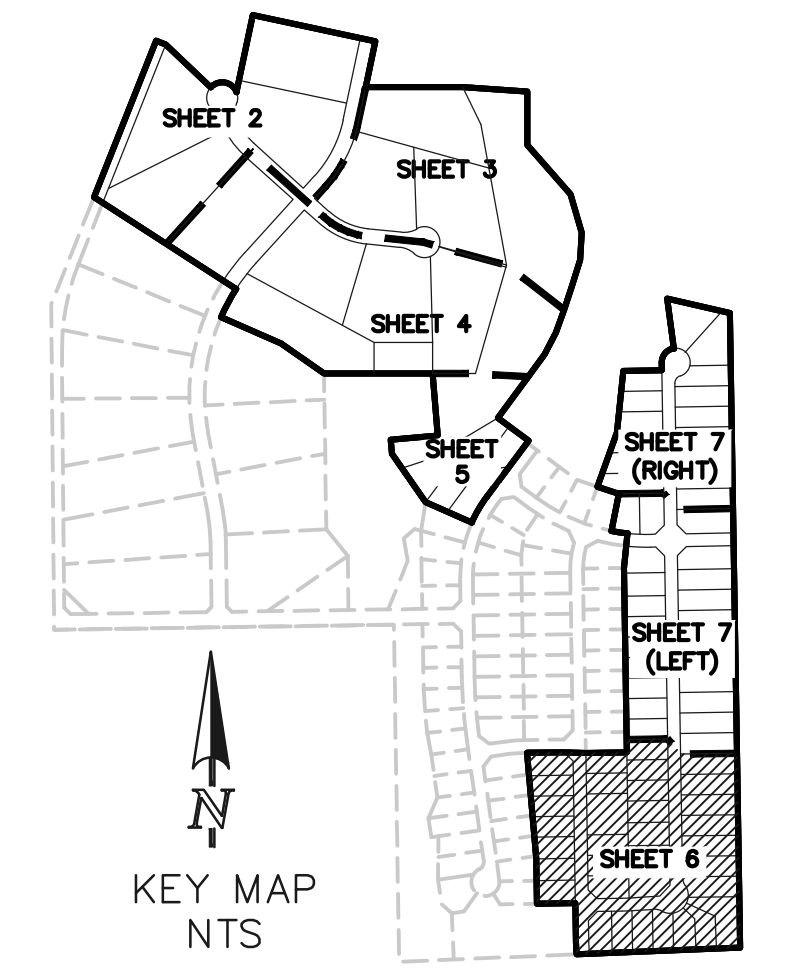 SHEET 2
SHEET 3
SHEET 4
SHEET
5
SHEET 7
(RIGHT)
SHEET 7
(LEFT)
SHEET 6
N
KEY MAP
NTS